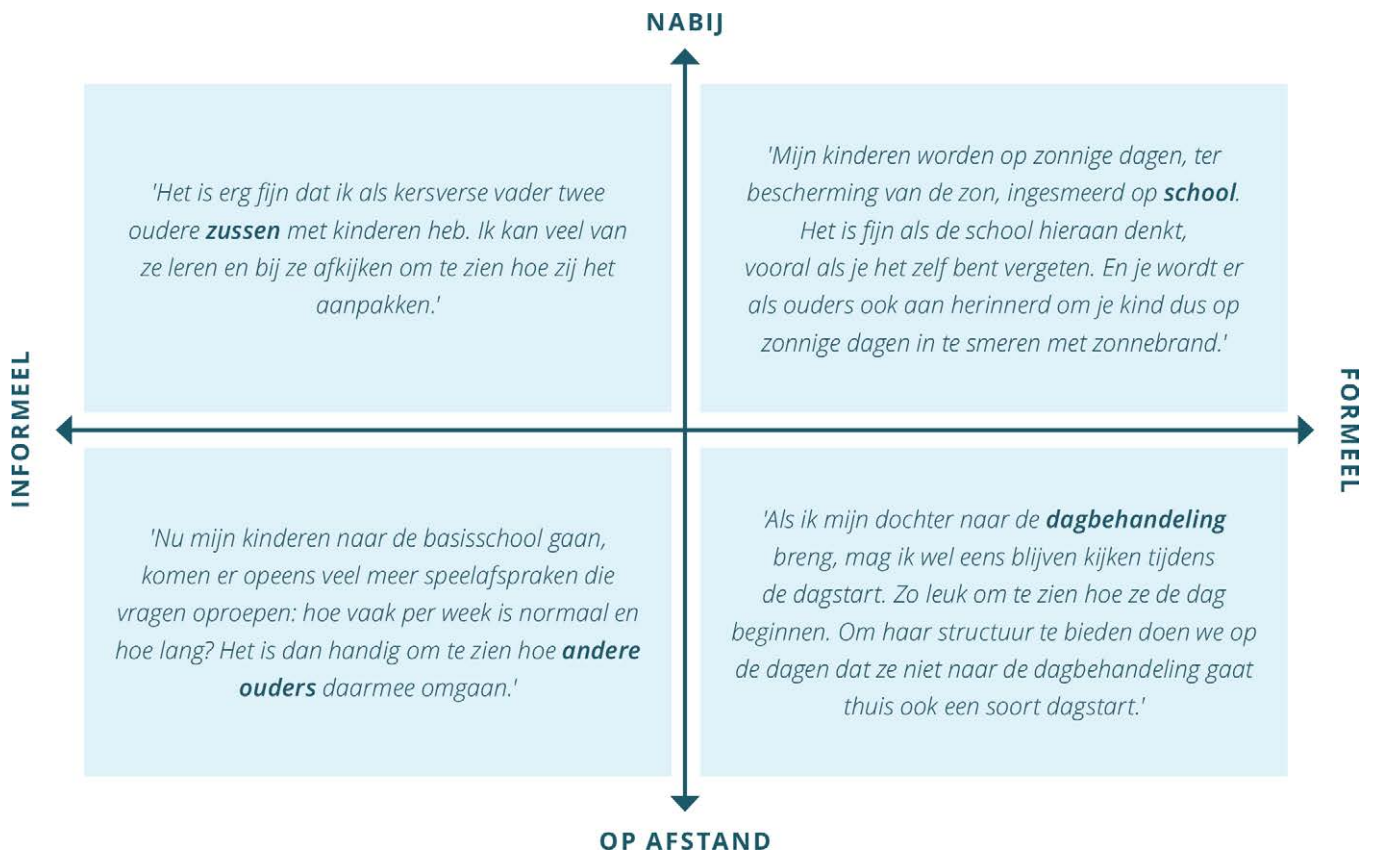 NABIJ
'Het is erg fijn dat ik als kersverse vader twee
oudere zussen met kinderen heb. Ik kan veel van
ze leren en bij ze afkijken om te zien hoe zij het
aanpakken.'
'Mijn kinderen worden op zonnige dagen, ter
bescherming van de zon, ingesmeerd op school.
Het is fijn als de school hieraan denkt,
vooral als je het zelf bent vergeten. En je wordt er
als ouders ook aan herinnerd om je kind dus op
zonnige dagen in te smeren met zonnebrand.'
INFORMEEL
FORMEEL
'Nu mijn kinderen naar de basisschool gaan,
komen er opeens veel meer speelafspraken die
vragen oproepen: hoe vaak per week is normaal en
hoe lang? Het is dan handig om te zien hoe andere
ouders daarmee omgaan.'
'Als ik mijn dochter naar de dagbehandeling
breng, mag ik wel eens blijven kijken tijdens
de dagstart. Zo leuk om te zien hoe ze de dag
beginnen. Om haar structuur te bieden doen we op
de dagen dat ze niet naar de dagbehandeling gaat
thuis ook een soort dagstart.'
OP AFSTAND